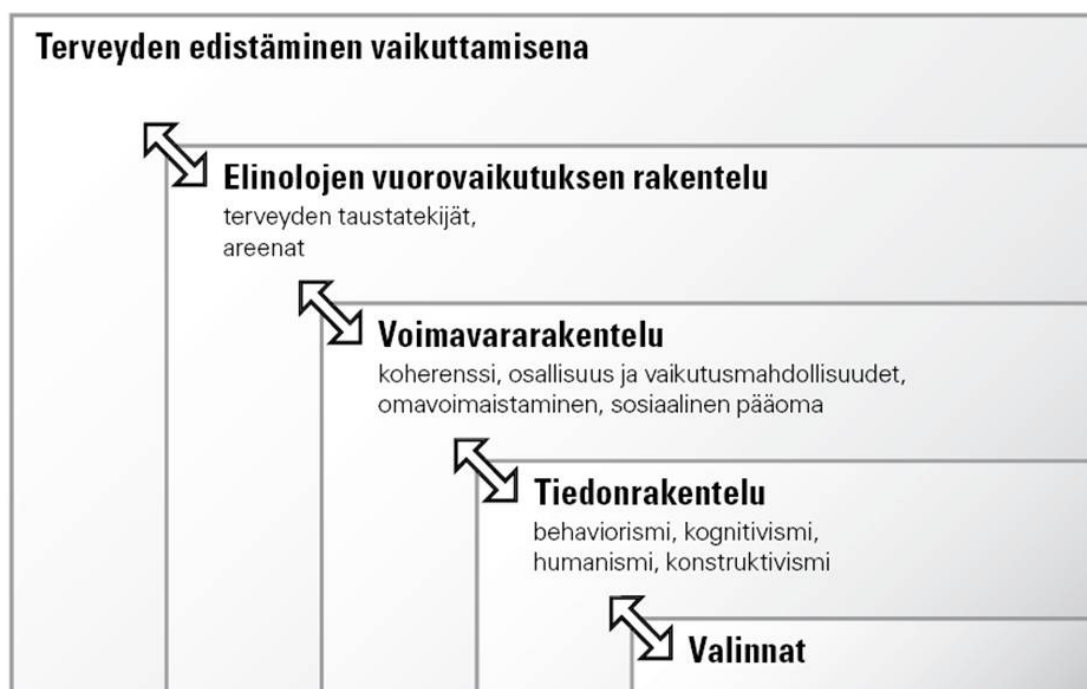 Terveyden edistäminen vaikuttamisena
Elinolojen vuorovaikutuksen rakentelu
terveyden taustatekijät,
areenat
Voimavararakentelu
koherenssi, osallisuus ja vaikutusmahdollisuudet,
omavoimaistaminen, sosiaalinen pääoma
Tiedonrakentelu
behaviorismi, kognitivismi,
humanismi, konstruktivismi
Valinnat